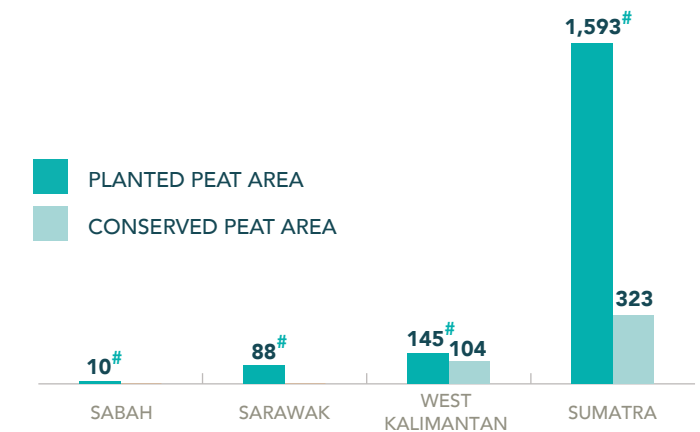 1,593#
PLANTED PEAT AREA
CONSERVED PEAT AREA
323
145#
104
88#
10#
SABAH
SARAWAK
WEST
KALIMANTAN
SUMATRA